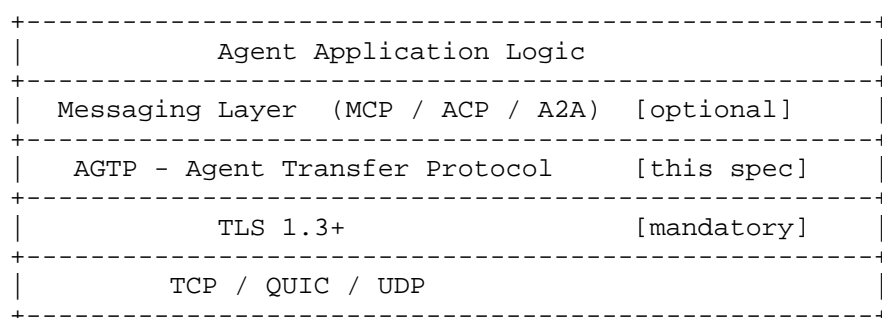 +-----------------------------------------------------+
|           Agent Application Logic                   |
+-----------------------------------------------------+
|  Messaging Layer  (MCP / ACP / A2A)  [optional]     |
+-----------------------------------------------------+
|   AGTP - Agent Transfer Protocol     [this spec]    |
+-----------------------------------------------------+
|            TLS 1.3+                  [mandatory]    |
+-----------------------------------------------------+
|         TCP / QUIC / UDP                            |
+-----------------------------------------------------+